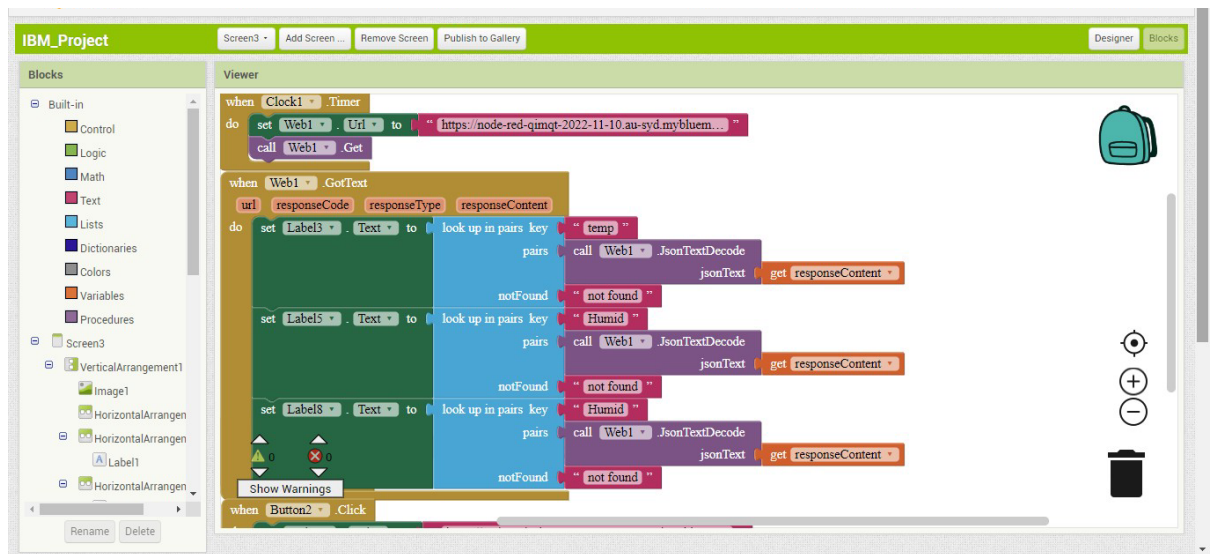 IBM_Project Screen3 Add Screen ... Remove Screen Publish to Gallery Designer Blocks
Blocks
Viewer
Built-in
Control
Logic
Math
Text
Lists
Dictionaries
Colors
Variables
Procedures
Screen3
VerticalArrangement1
Image1
HorizontalArrangen
HorizontalArrangen
Label1
HorizontalArrangen
Rename Delete
when Clock1 .Timer
do set Web1 . Url to “ https://node-red-qimqt-2022-11-10.au-syd.mybluem… ”
call Web1 .Get
when Web1 .GotText
url responseCode responseType responseContent
do set Label3 . Text to look up in pairs key “ temp ”
pairs call Web1 .JsonTextDecode
jsonText get responseContent
notFound “ not found ”
set Label5 . Text to look up in pairs key “ Humid ”
pairs call Web1 .JsonTextDecode
jsonText get responseContent
notFound “ not found ”
set Label8 . Text to look up in pairs key “ Humid ”
pairs call Web1 .JsonTextDecode
jsonText get responseContent
notFound “ not found ”
0 0
Show Warnings
when Button2 .Click